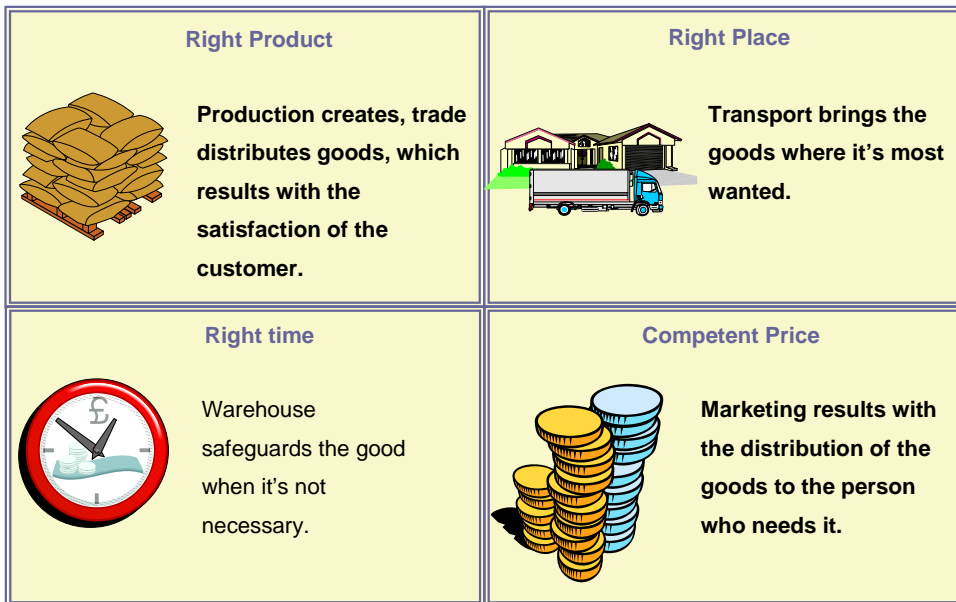 Right Product
Production creates, trade
distributes goods, which
results with the
satisfaction of the
customer.
Right Place
Transport brings the
goods where it's most
wanted.
Right time
£
Warehouse
safeguards the good
when it's not
necessary.
Competent Price
Marketing results with
the distribution of the
goods to the person
who needs it.